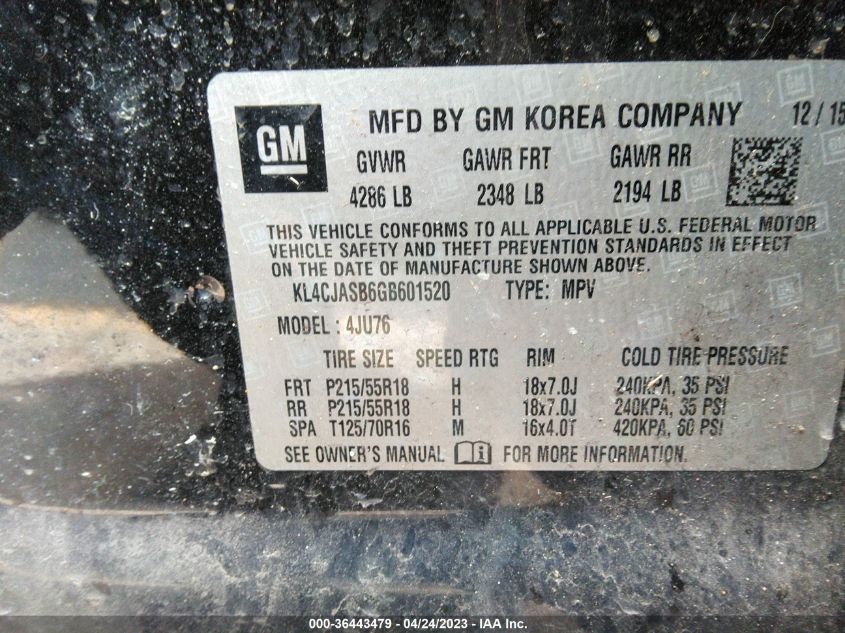 GM
MFD BY GM KOREA COMPANY 12/15
GVWR GAWR FRT GAWR RR
4286 LB 2348 LB 2194 LB
THIS VEHICLE CONFORMS TO ALL APPLICABLE U.S. FEDERAL MOTOR
VEHICLE SAFETY AND THEFT PREVENTION STANDARDS IN EFFECT
ON THE DATE OF MANUFACTURE SHOWN ABOVE.
KL4CJASB6GB601520 TYPE: MPV
MODEL : 4JU76
TIRE SIZE SPEED RTG RIM COLD TIRE PRESSURE
FRT P215/55R18 H 18x7.0J 240KPA, 35 PSI
RR P215/55R18 H 18x7.0J 240KPA, 35 PSI
SPA T125/70R16 M 16x4.0T 420KPA, 60 PSI
SEE OWNER'S MANUAL FOR MORE INFORMATION.
000-36443479 - 04/24/2023 - IAA Inc.